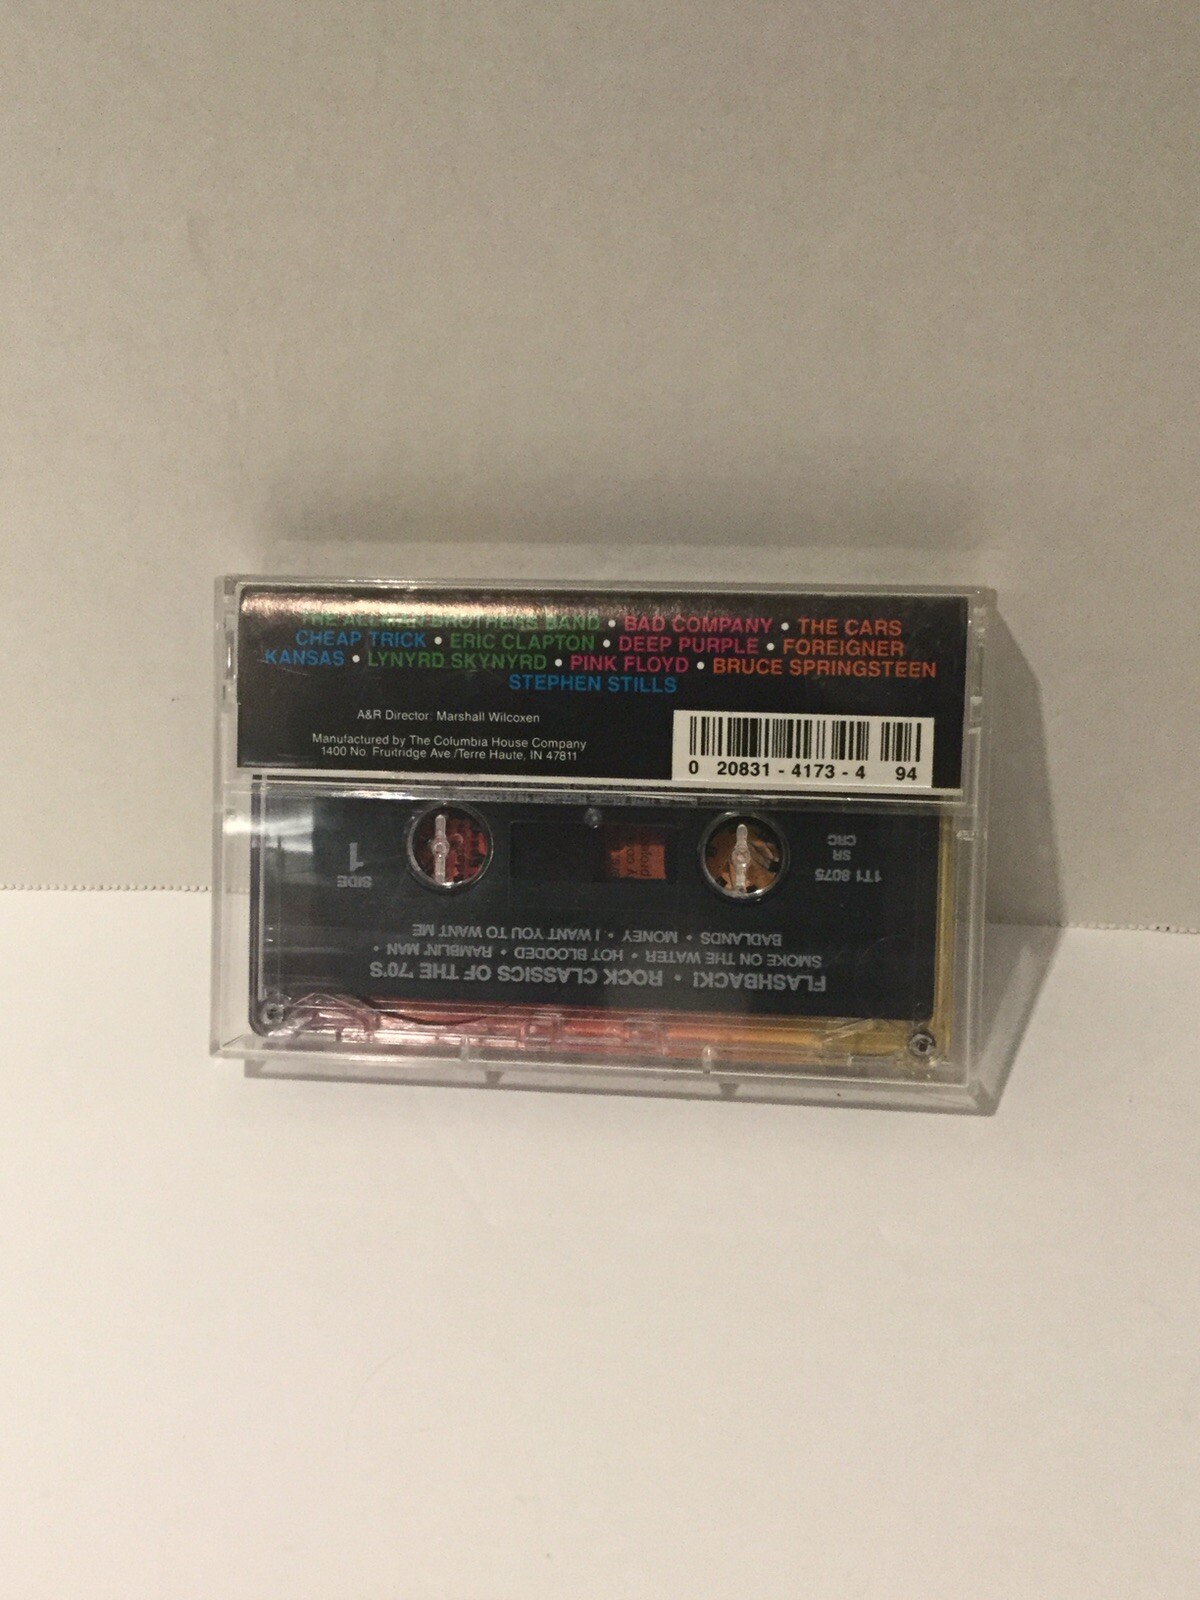 THE ALLMAN BROTHERS BAND • BAD COMPANY • THE CARS
CHEAP TRICK • ERIC CLAPTON • DEEP PURPLE • FOREIGNER
KANSAS • LYNYRD SKYNYRD • PINK FLOYD • BRUCE SPRINGSTEEN
STEPHEN STILLS
A&R Director: Marshall Wilcoxen
Manufactured by The Columbia House Company
1400 No. Fruitridge Ave./Terre Haute, IN 47811
0 20831 - 4173 - 4 94
FLASHBACK! • ROCK CLASSICS OF THE '70'S
SMOKE ON THE WATER • HOT BLOODED • RAMBLIN' MAN •
BADLANDS • MONEY • I WANT YOU TO WANT ME
1T1 8075
SR
CRC
SIDE
1